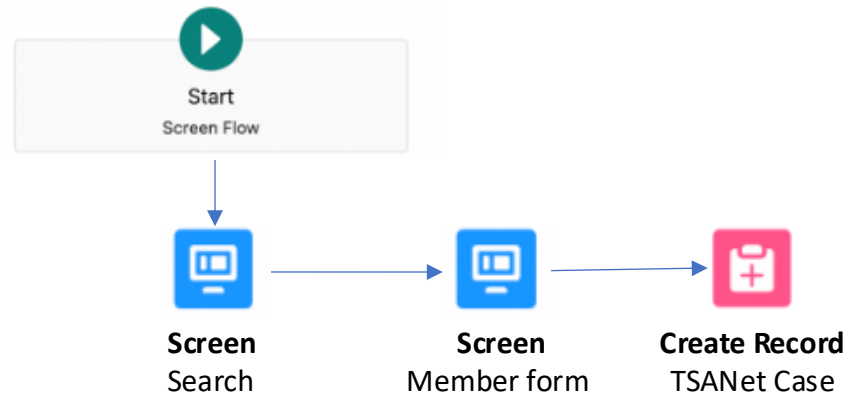 Start
Screen Flow
Screen
Search
Screen
Member form
Create Record
TSANet Case